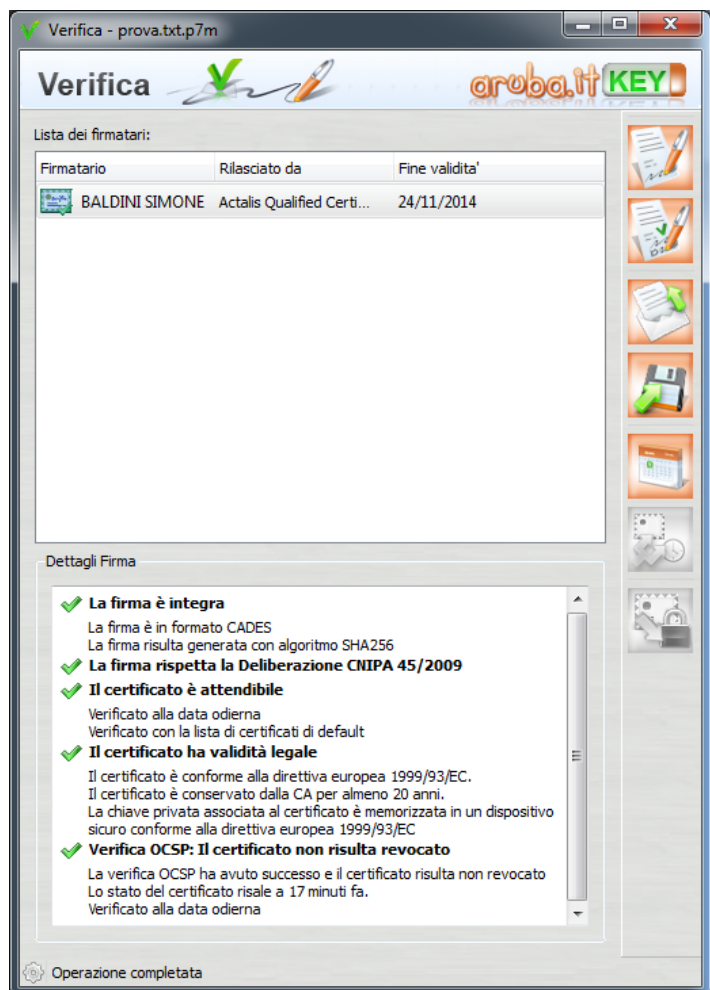 Verifica - prova.txt.p7m
Verifica
aruba.it KEY
Lista dei firmatari:
Firmatario Rilasciato da Fine validita'
BALDINI SIMONE Actalis Qualified Certi... 24/11/2014
Dettagli Firma
La firma è integra
La firma è in formato CADES
La firma risulta generata con algoritmo SHA256
La firma rispetta la Deliberazione CNIPA 45/2009
Il certificato è attendibile
Verificato alla data odierna
Verificato con la lista di certificati di default
Il certificato ha validità legale
Il certificato è conforme alla direttiva europea 1999/93/EC.
Il certificato è conservato dalla CA per almeno 20 anni.
La chiave privata associata al certificato è memorizzata in un dispositivo
sicuro conforme alla direttiva europea 1999/93/EC
Verifica OCSP: Il certificato non risulta revocato
La verifica OCSP ha avuto successo e il certificato risulta non revocato
Lo stato del certificato risale a 17 minuti fa.
Verificato alla data odierna
Operazione completata